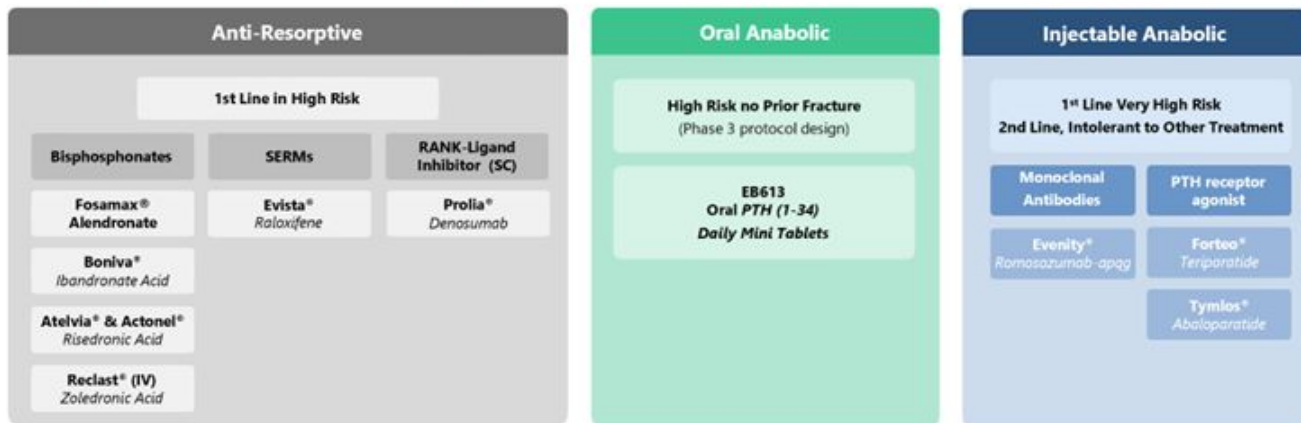 Anti-Resorptive
1st Line in High Risk
Bisphosphonates
SERMs
RANK-Ligand
Inhibitor (SC)
Fosamax®
Alendronate
Evista®
Raloxifene
Prolia®
Denosumab
Boniva®
Ibandronate Acid
Atelvia® & Actonel®
Risedronic Acid
Reclast® (IV)
Zoledronic Acid
Oral Anabolic
High Risk no Prior Fracture
(Phase 3 protocol design)
EB613
Oral PTH (1-34)
Daily Mini Tablets
Injectable Anabolic
1st Line Very High Risk
2nd Line, Intolerant to Other Treatment
Monoclonal
Antibodies
PTH receptor
agonist
Evenity®
Romosozumab-apqg
Forteo®
Teriparatide
Tymlos®
Abaloparatide